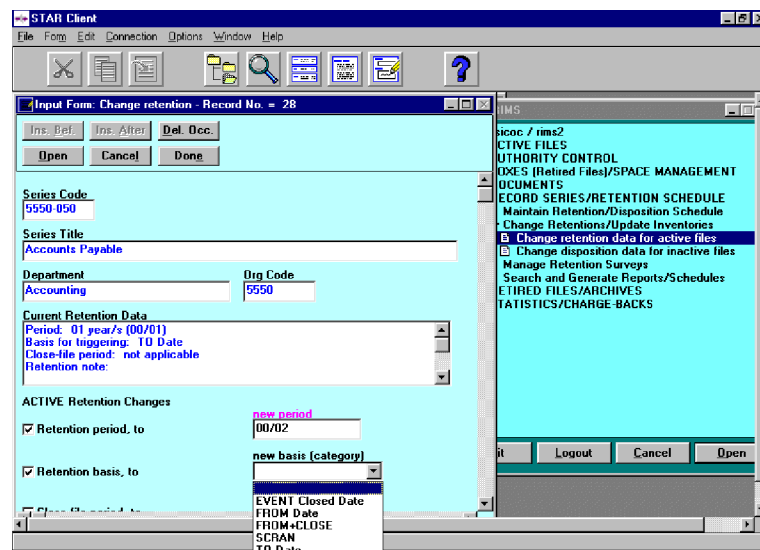 STAR Client
File Form Edit Connection Options Window Help
Input Form: Change retention - Record No. = 28
Ins. Bef. Ins. After Del. Occ.
Open Cancel Done
Series Code
5550-050
Series Title
Accounts Payable
Department Org Code
Accounting 5550
Current Retention Data
Period: 01 year/s (00/01)
Basis for triggering: TO Date
Close-file period: not applicable
Retention note:
ACTIVE Retention Changes
new period
Retention period, to 00/02
new basis (category)
Retention basis, to
EVENT Closed Date
FROM Date
FROM+CLOSE
SCRAN
TO Date
RIMS
sicoc / rims2
CTIVE FILES
UTHORITY CONTROL
OXES (Retired Files)/SPACE MANAGEMENT
OCUMENTS
ECORD SERIES/RETENTION SCHEDULE
Maintain Retention/Disposition Schedule
Change Retentions/Update Inventories
Change retention data for active files
Change disposition data for inactive files
Manage Retention Surveys
Search and Generate Reports/Schedules
ETIRED FILES/ARCHIVES
TATISTICS/CHARGE-BACKS
it Logout Cancel Open